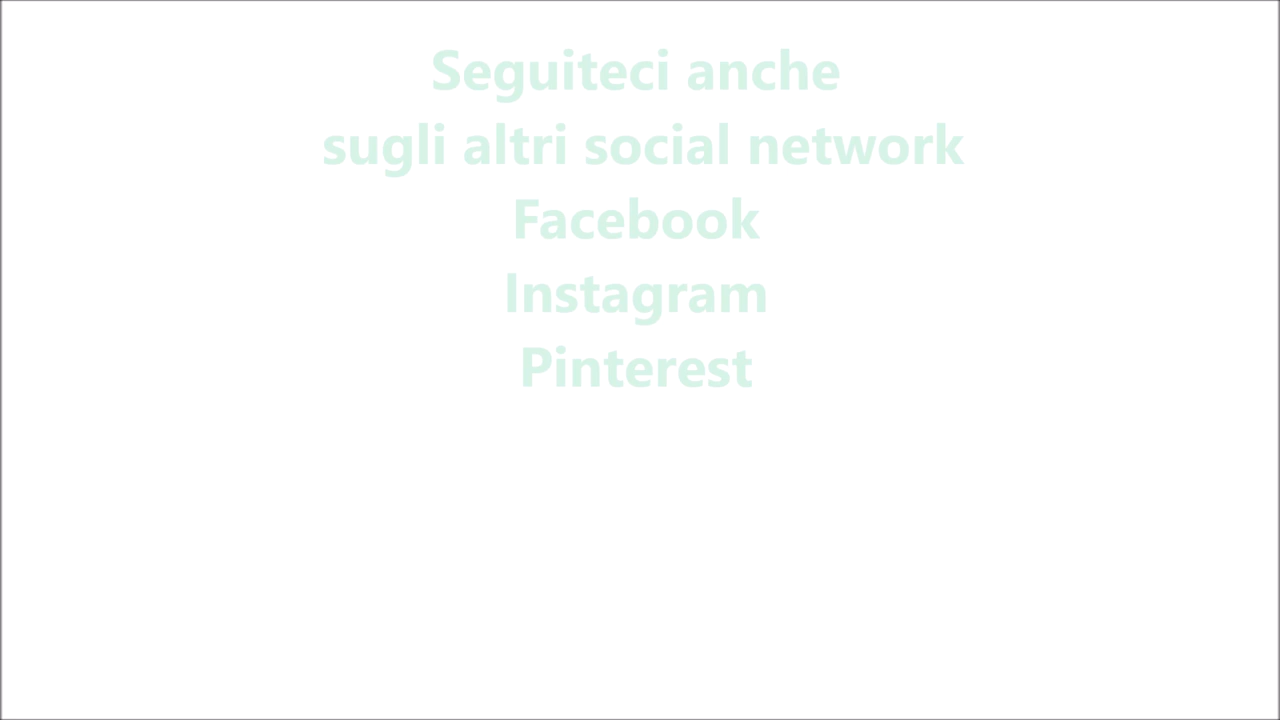 Seguiteci anche
sugli altri social network
Facebook
Instagram
Pinterest